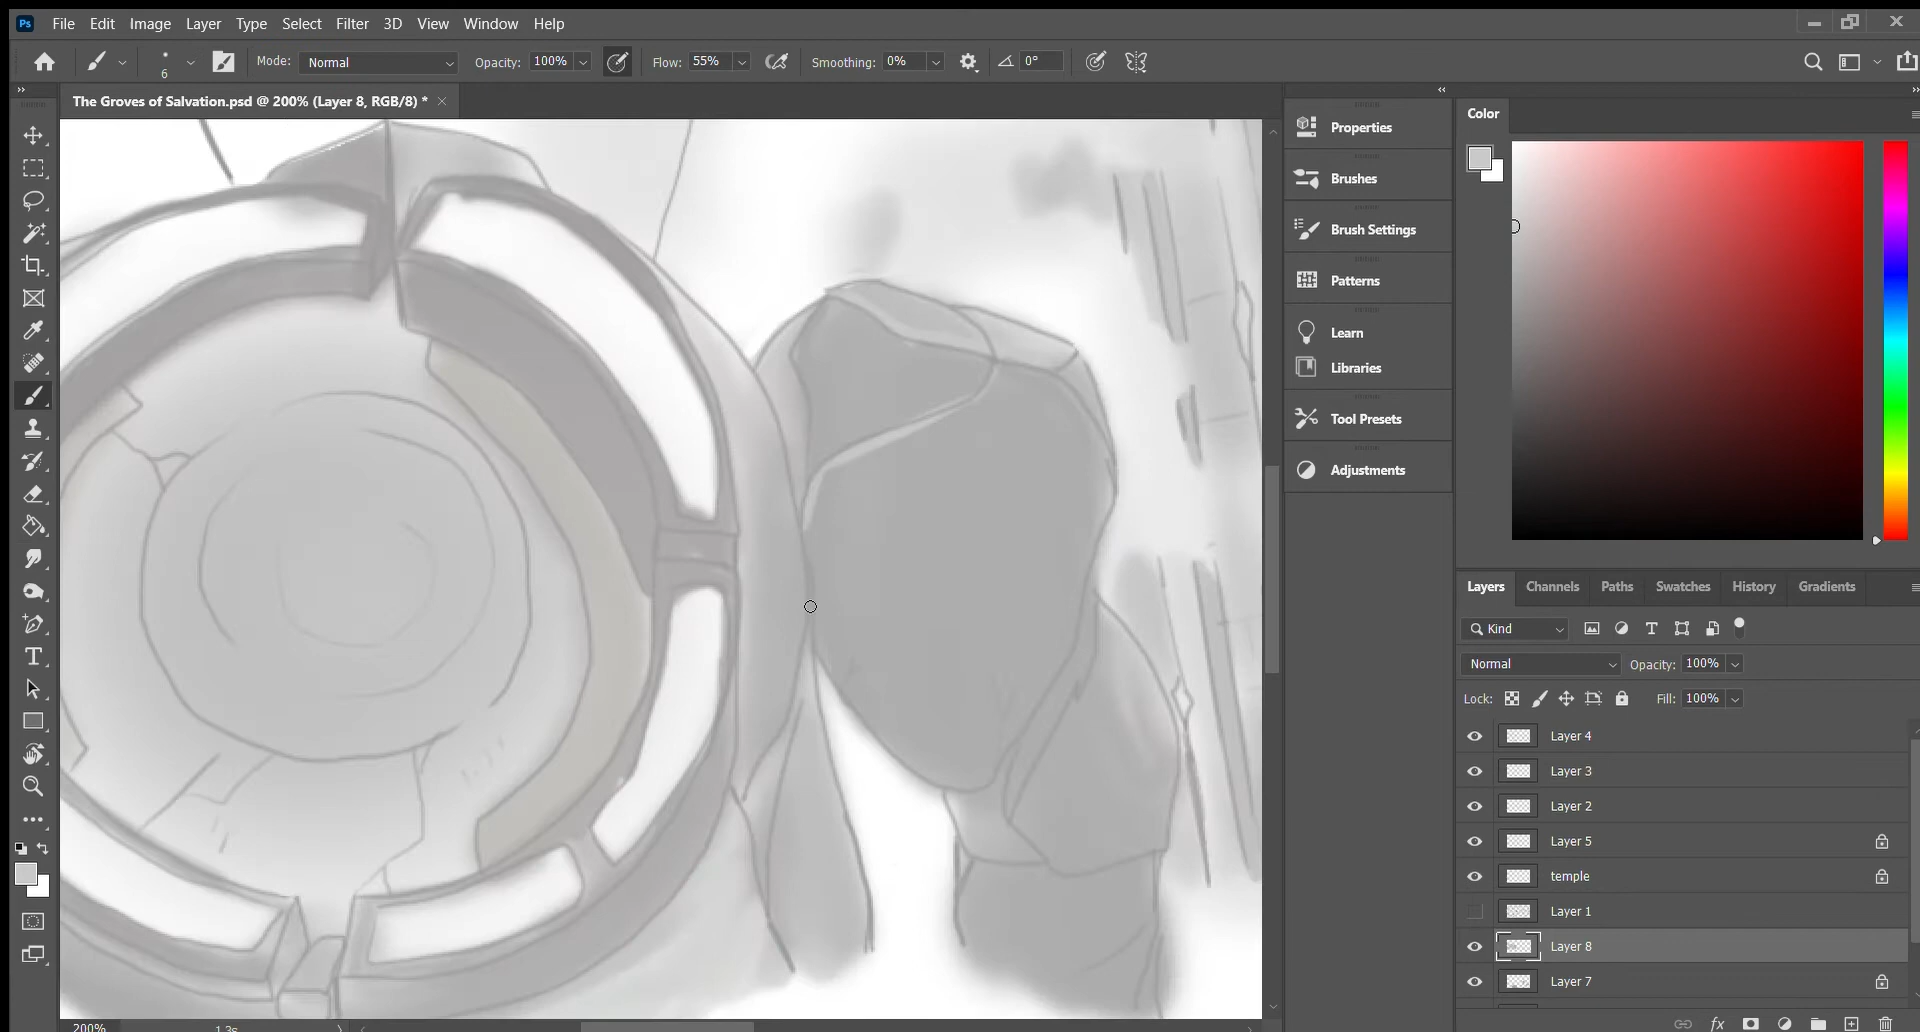 Ps File Edit Image Layer Type Select Filter 3D View Window Help
6 Mode: Normal Opacity: 100% Flow: 55% Smoothing: 0% 0°
The Groves of Salvation.psd @ 200% (Layer 8, RGB/8) *
Properties
Brushes
Brush Settings
Patterns
Learn
Libraries
Tool Presets
Adjustments
Color
Layers Channels Paths Swatches History Gradients
Kind
Normal Opacity: 100%
Lock: Fill: 100%
Layer 4
Layer 3
Layer 2
Layer 5
temple
Layer 1
Layer 8
Layer 7
200% 1.3s